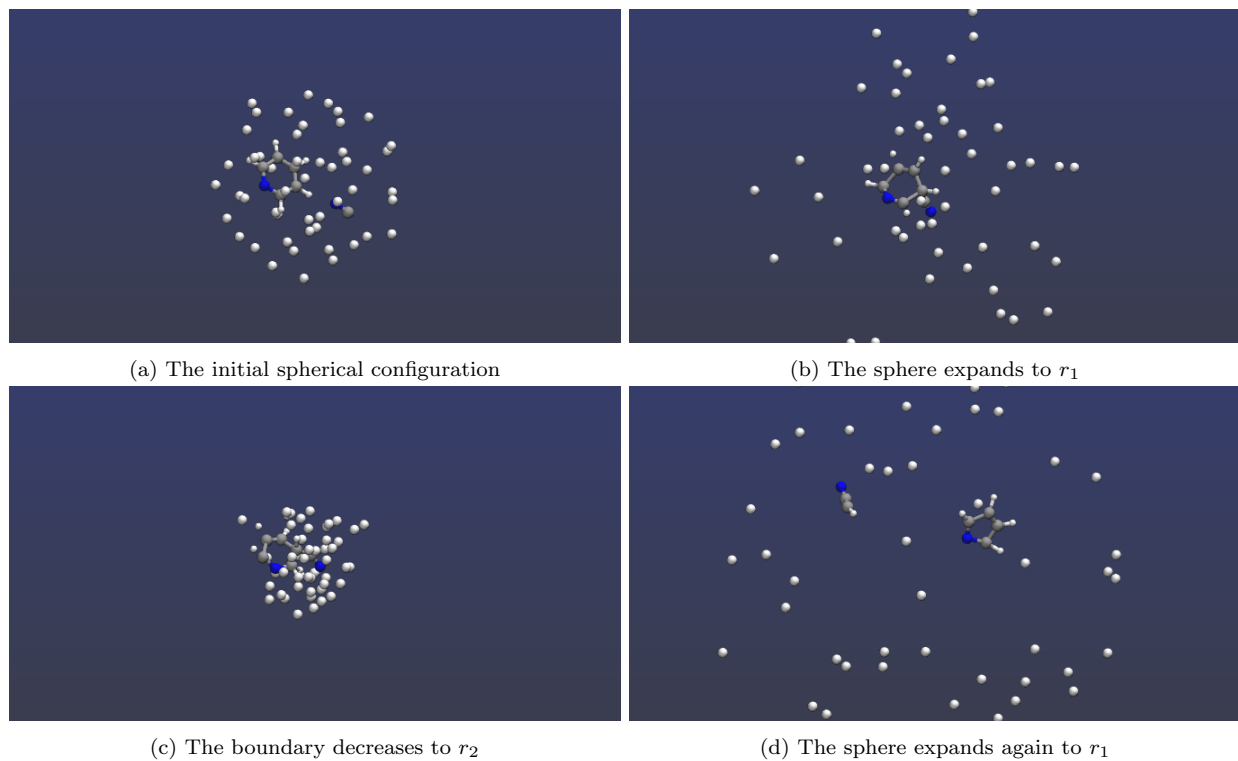 (a) The initial spherical configuration
(b) The sphere expands to r₁
(c) The boundary decreases to r₂
(d) The sphere expands again to r₁